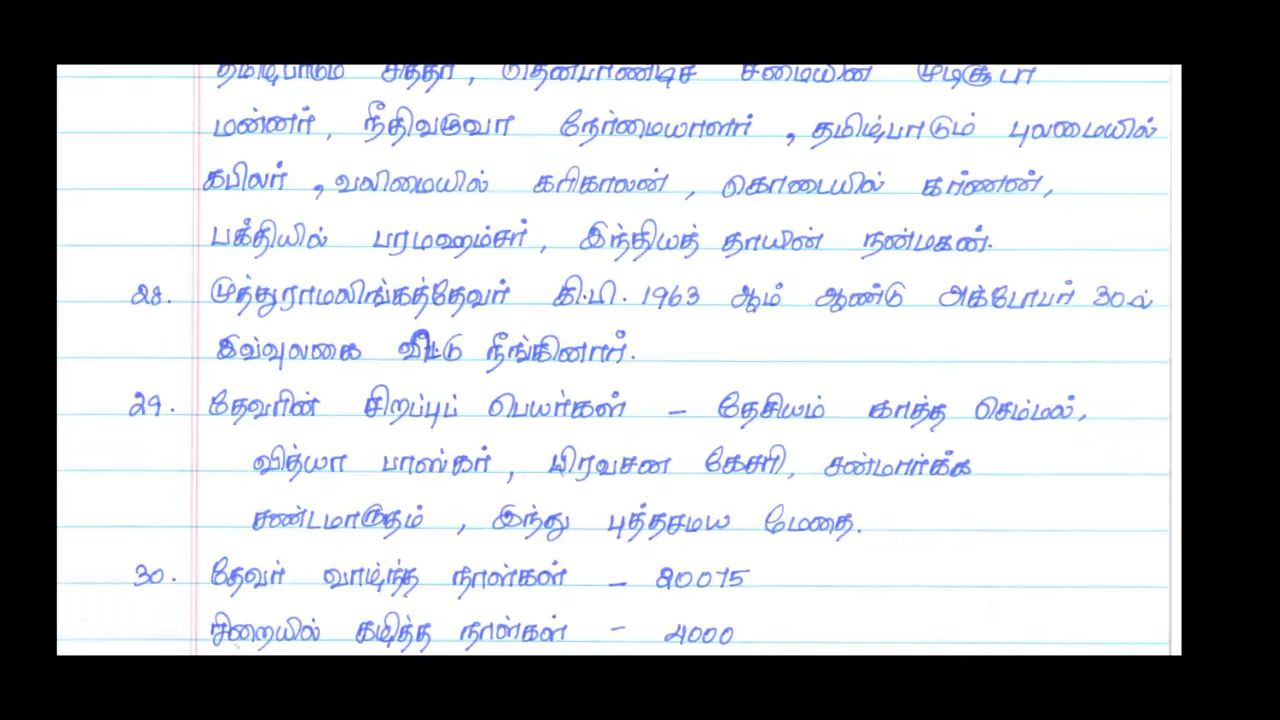 தமிழ்பாடும் சித்தர், தென்பாண்டிச் சீமையின் முடிசூடா
மன்னர், நீதிவழுவா நேர்மையாளர், தமிழ்பாடும் புலமையில்
கபிலர், வலிமையில் கரிகாலன், கொடையில் கர்ணன்,
பக்தியில் பரமஹம்சர், இந்தியத் தாயின் நன்மகன்.
28. முத்துராமலிங்கத்தேவர் கி.பி. 1963 ஆம் ஆண்டு அக்டோபர் 30ல்
இவ்வுலகை விட்டு நீங்கினார்.
29. தேவரின் சிறப்புப் பெயர்கள் - தேசியம் காத்த செம்மல்,
வித்யா பாஸ்கர், பிரவசன கேசரி, சன்மார்க்க
சண்டமாருதம், இந்து புத்தசமய மேதை.
30. தேவர் வாழ்ந்த நாள்கள் - 20075
சிறையில் கழித்த நாள்கள் - 4000